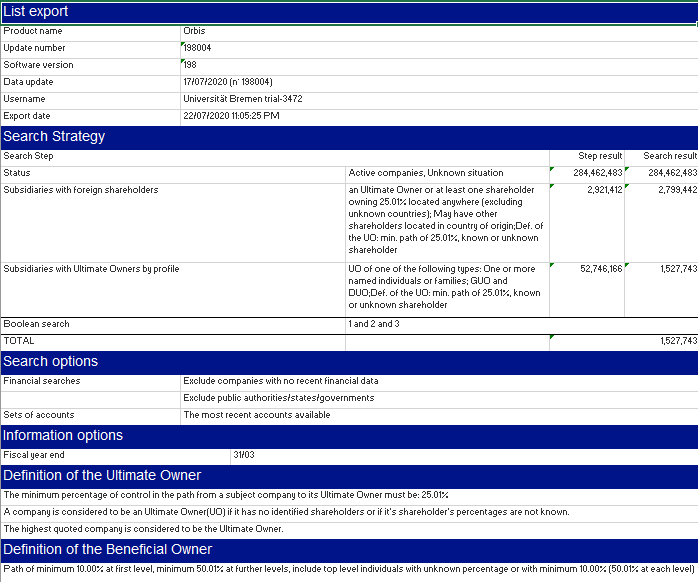 List export
Product name Orbis
Update number 198004
Software version 198
Data update 17/07/2020 (n° 198004)
Username Universität Bremen trial-3472
Export date 22/07/2020 11:05:25 PM
Search Strategy
Search Step Step result Search result
Status Active companies, Unknown situation 284,462,483 284,462,483
Subsidiaries with foreign shareholders an Ultimate Owner or at least one shareholder 2,921,412 2,799,442
owning 25.01% located anywhere (excluding
unknown countries); May have other
shareholders located in country of origin;Def. of
the UO: min. path of 25.01%, known or unknown
shareholder
Subsidiaries with Ultimate Owners by profile UO of one of the following types: One or more 52,746,166 1,527,743
named individuals or families; GUO and
DUO;Def. of the UO: min. path of 25.01%, known
or unknown shareholder
Boolean search 1 and 2 and 3
TOTAL 1,527,743
Search options
Financial searches Exclude companies with no recent financial data
Exclude public authorities/states/governments
Sets of accounts The most recent accounts available
Information options
Fiscal year end 31/03
Definition of the Ultimate Owner
The minimum percentage of control in the path from a subject company to its Ultimate Owner must be: 25.01%
A company is considered to be an Ultimate Owner(UO) if it has no identified shareholders or if it's shareholder's percentages are not known.
The highest quoted company is considered to be the Ultimate Owner.
Definition of the Beneficial Owner
Path of minimum 10.00% at first level, minimum 50.01% at further levels, include top level individuals with unknown percentage or with minimum 10.00% (50.01% at each level)